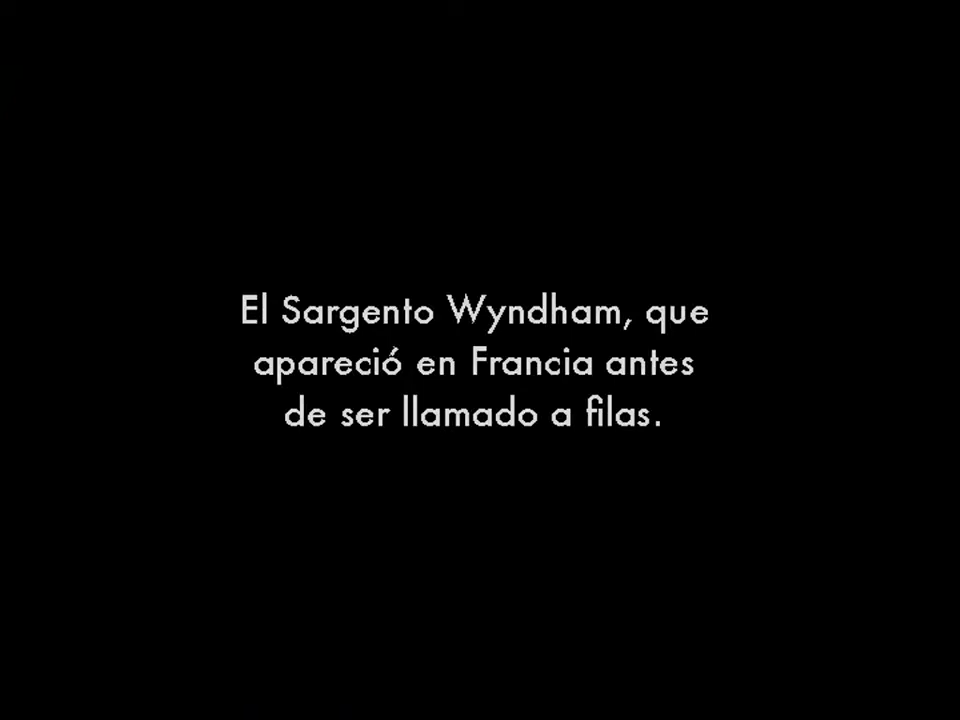 El Sargento Wyndham, que
apareció en Francia antes
de ser llamado a filas.